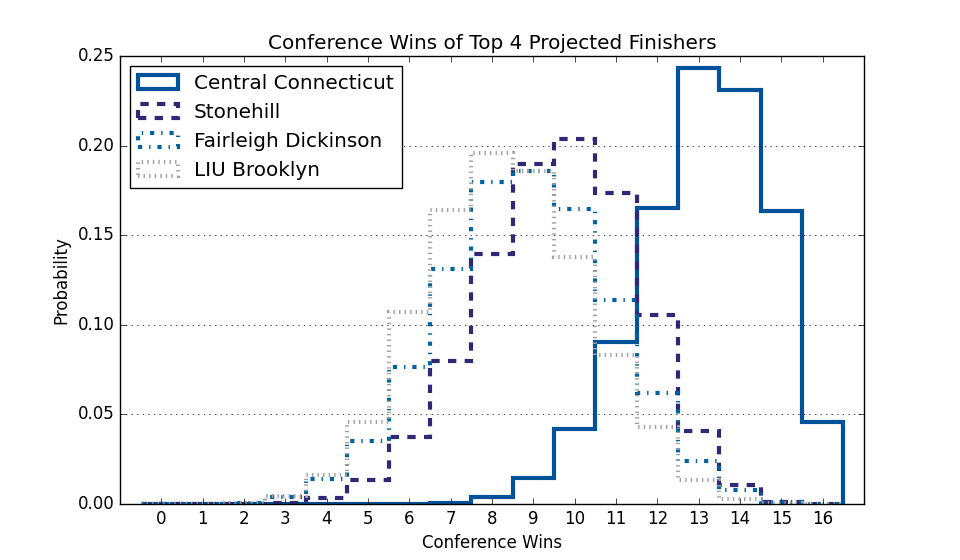 Conference Wins of Top 4 Projected Finishers
Central Connecticut
Stonehill
Fairleigh Dickinson
LIU Brooklyn
Probability
0.25
0.20
0.15
0.10
0.05
0.00
0 1 2 3 4 5 6 7 8 9 10 11 12 13 14 15 16
Conference Wins